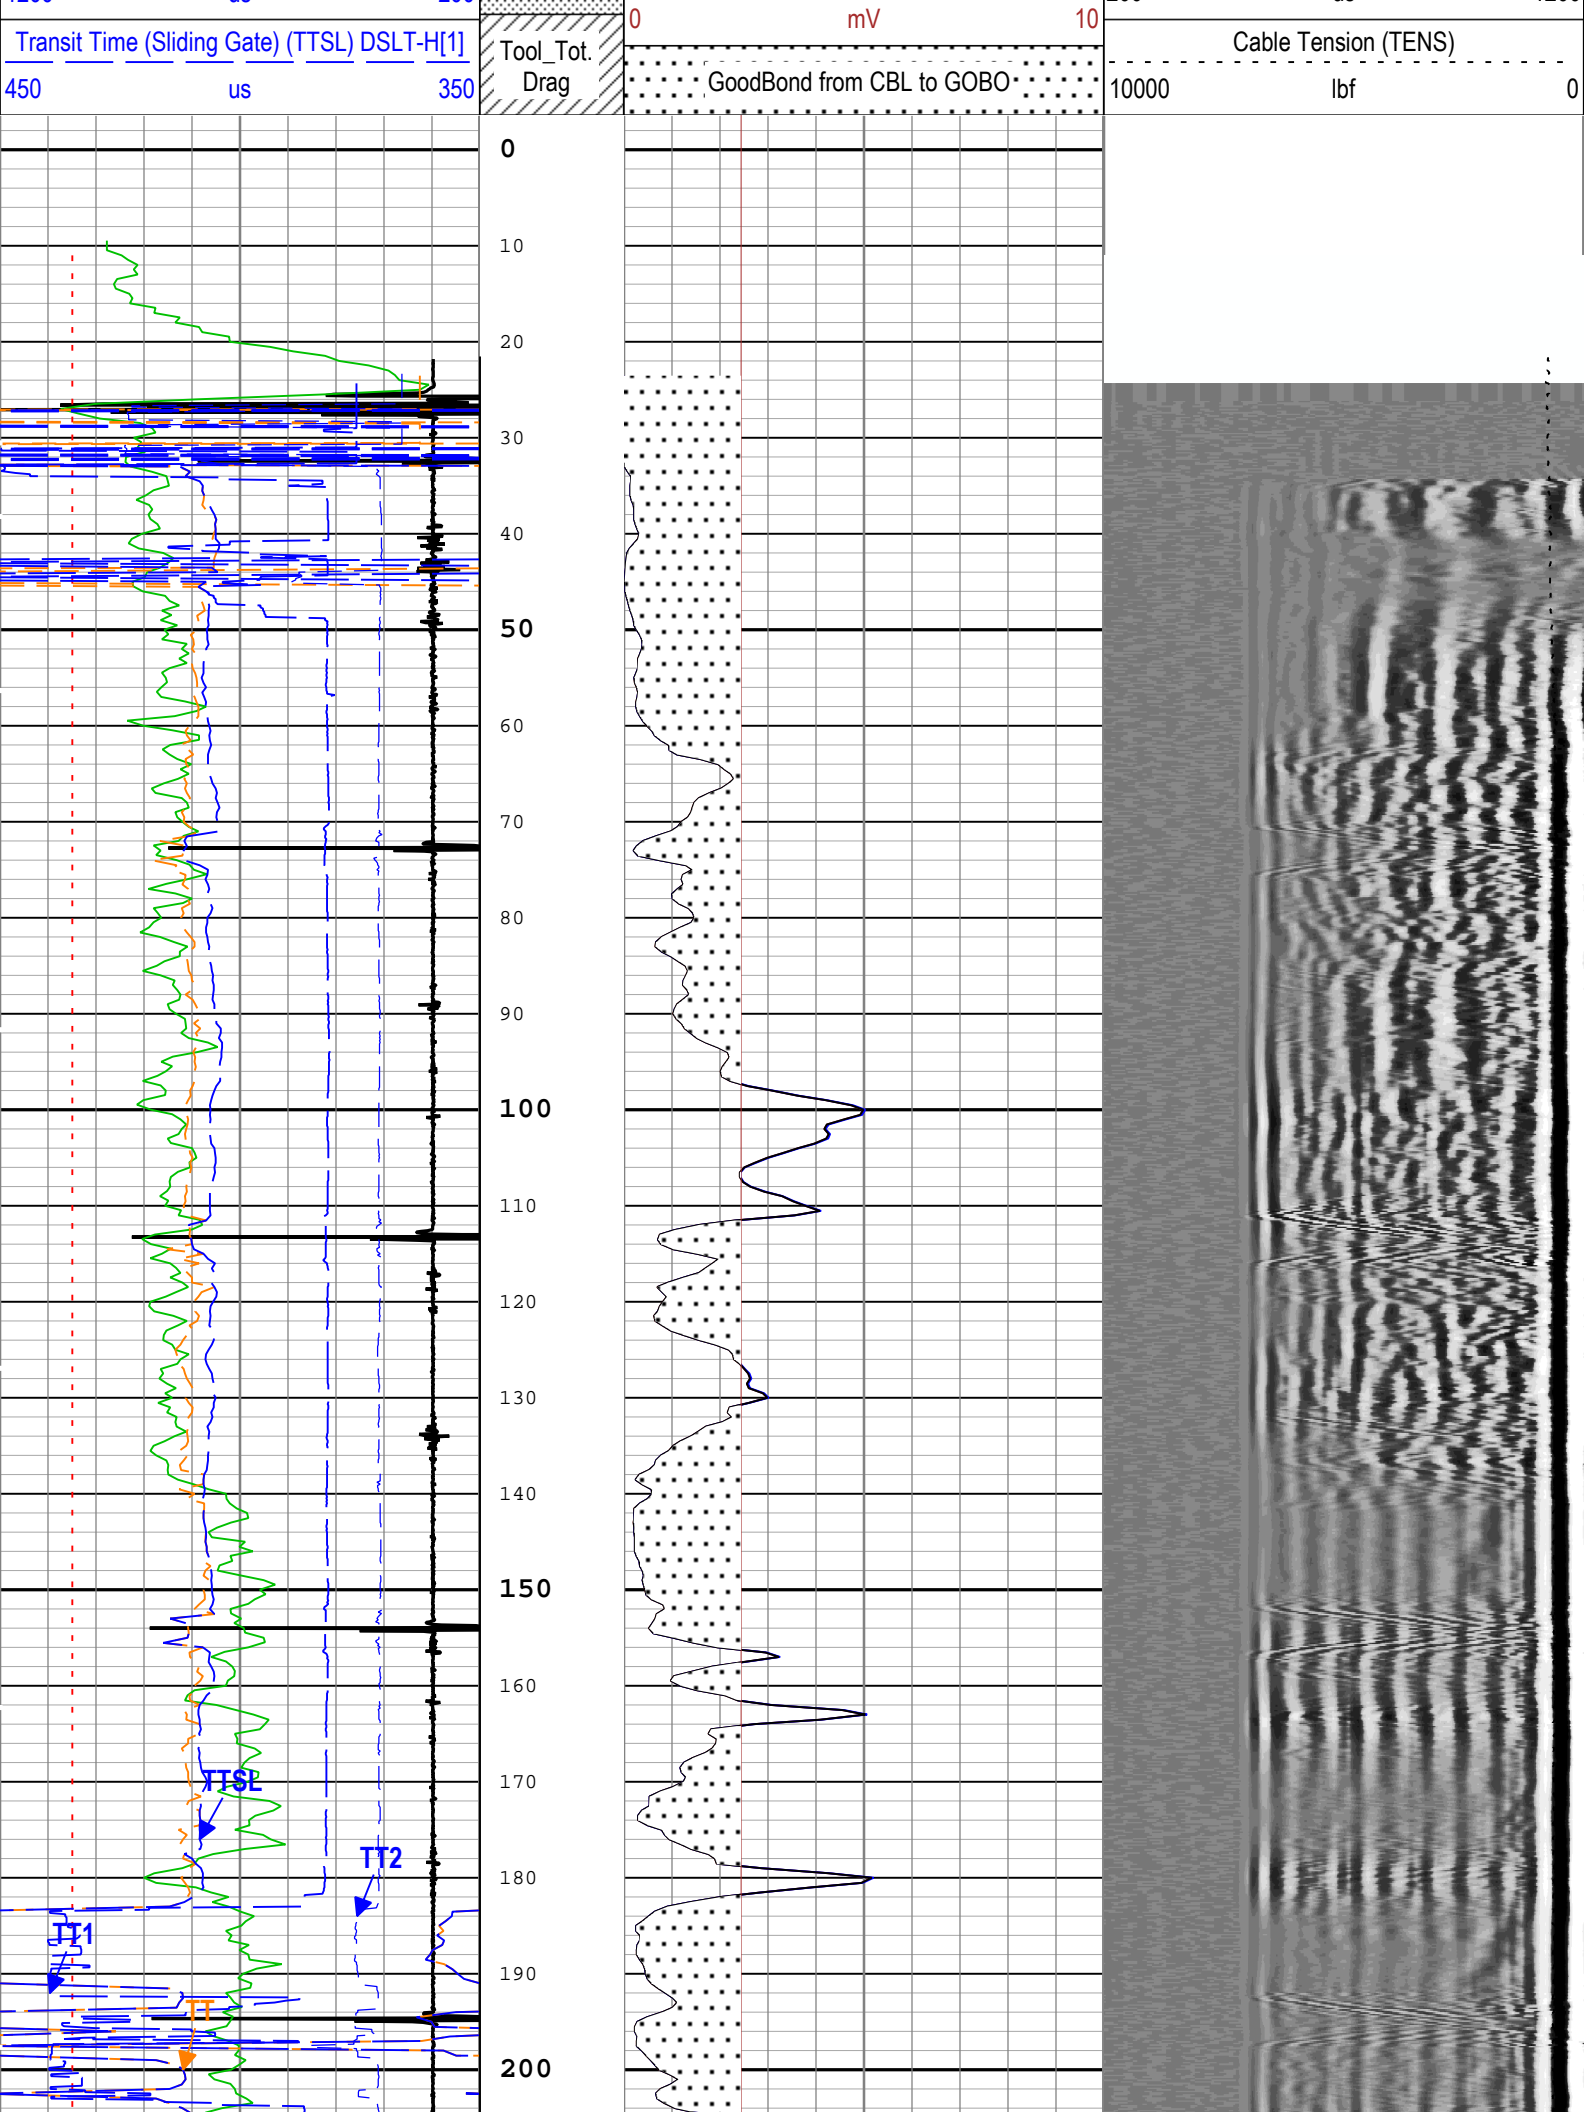 0 mV 10
Transit Time (Sliding Gate) (TTSL) DSLT-H[1]
450 us 350
Tool_Tot.
Drag
GoodBond from CBL to GOBO
Cable Tension (TENS)
10000 lbf 0
0
10
20
30
40
50
60
70
80
90
100
110
120
130
140
150
160
170
TTSL
TT2
180
TT1
190
TT
200